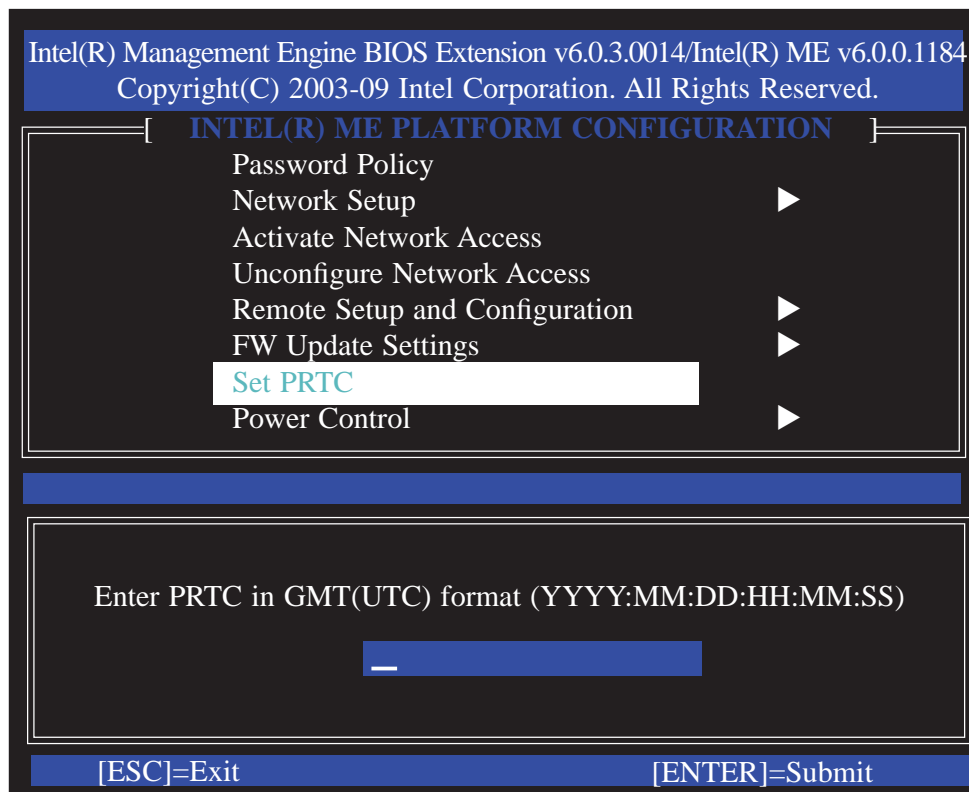 Intel(R) Management Engine BIOS Extension v6.0.3.0014/Intel(R) ME v6.0.0.1184
Copyright(C) 2003-09 Intel Corporation. All Rights Reserved.
[ INTEL(R) ME PLATFORM CONFIGURATION ]
Password Policy
Network Setup
Activate Network Access
Unconfigure Network Access
Remote Setup and Configuration
FW Update Settings
Set PRTC
Power Control
Enter PRTC in GMT(UTC) format (YYYY:MM:DD:HH:MM:SS)
_
[ESC]=Exit [ENTER]=Submit